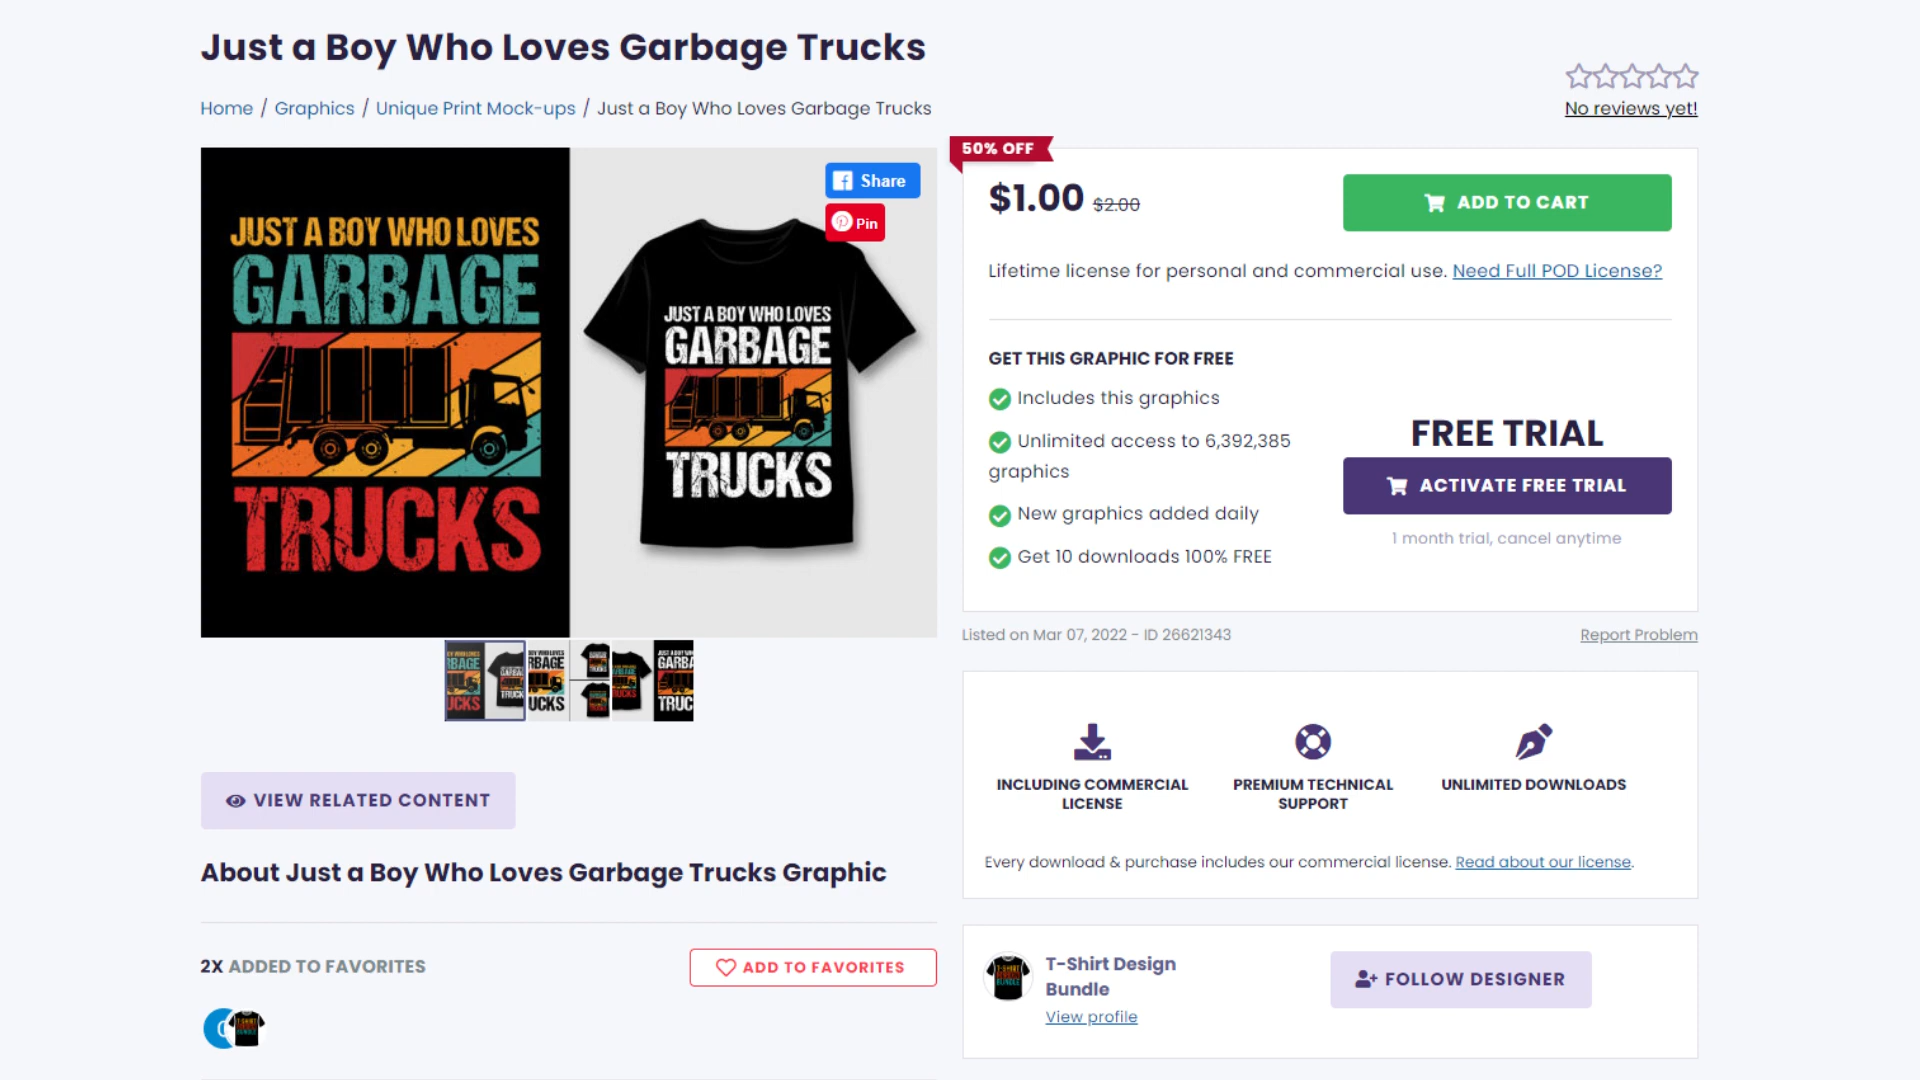 Just a Boy Who Loves Garbage Trucks
Home / Graphics / Unique Print Mock-ups / Just a Boy Who Loves Garbage Trucks
No reviews yet!
JUST A BOY WHO LOVES
GARBAGE
TRUCKS
Share
Pin
JUST A BOY WHO LOVES
GARBAGE
TRUCKS
50% OFF
$1.00 $2.00
ADD TO CART
Lifetime license for personal and commercial use. Need Full POD License?
GET THIS GRAPHIC FOR FREE
Includes this graphics
Unlimited access to 6,392,385
graphics
New graphics added daily
Get 10 downloads 100% FREE
FREE TRIAL
ACTIVATE FREE TRIAL
1 month trial, cancel anytime
Listed on Mar 07, 2022 - ID 26621343
Report Problem
INCLUDING COMMERCIAL
LICENSE
PREMIUM TECHNICAL
SUPPORT
UNLIMITED DOWNLOADS
Every download & purchase includes our commercial license. Read about our license.
VIEW RELATED CONTENT
About Just a Boy Who Loves Garbage Trucks Graphic
2X ADDED TO FAVORITES
ADD TO FAVORITES
T-Shirt Design
Bundle
View profile
FOLLOW DESIGNER